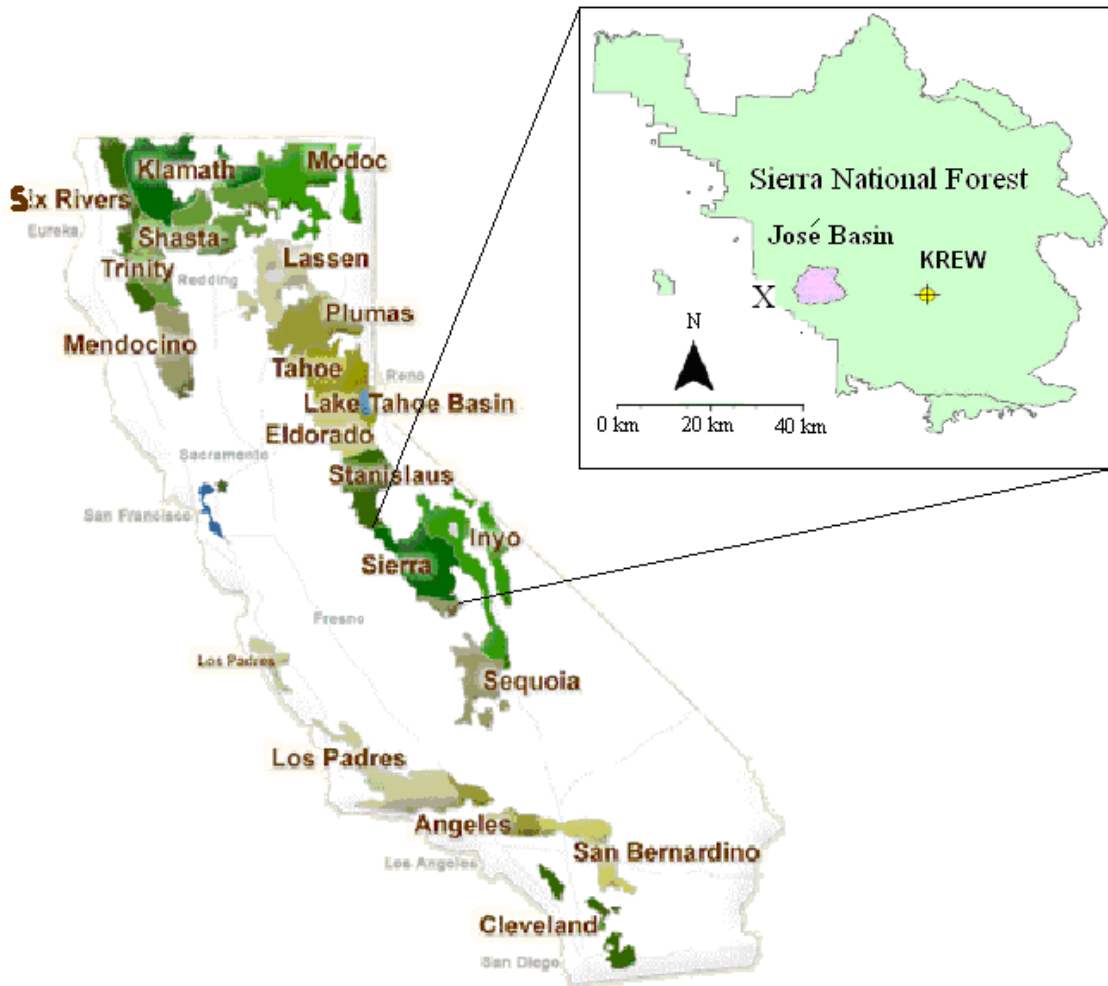 Klamath
Modoc
Six Rivers
Eureka
Shasta-
Trinity
Redding
Lassen
Plumas
Mendocino
Tahoe
Reno
Lake Tahoe Basin
Eldorado
Sacramento
Stanislaus
San Francisco
Inyo
Sierra
Fresno
Los Padres
Sequoia
Los Padres
Angeles
Los Angeles
San Bernardino
Cleveland
San Diego
Sierra National Forest
José Basin
KREW
X
N
0 km 20 km 40 km